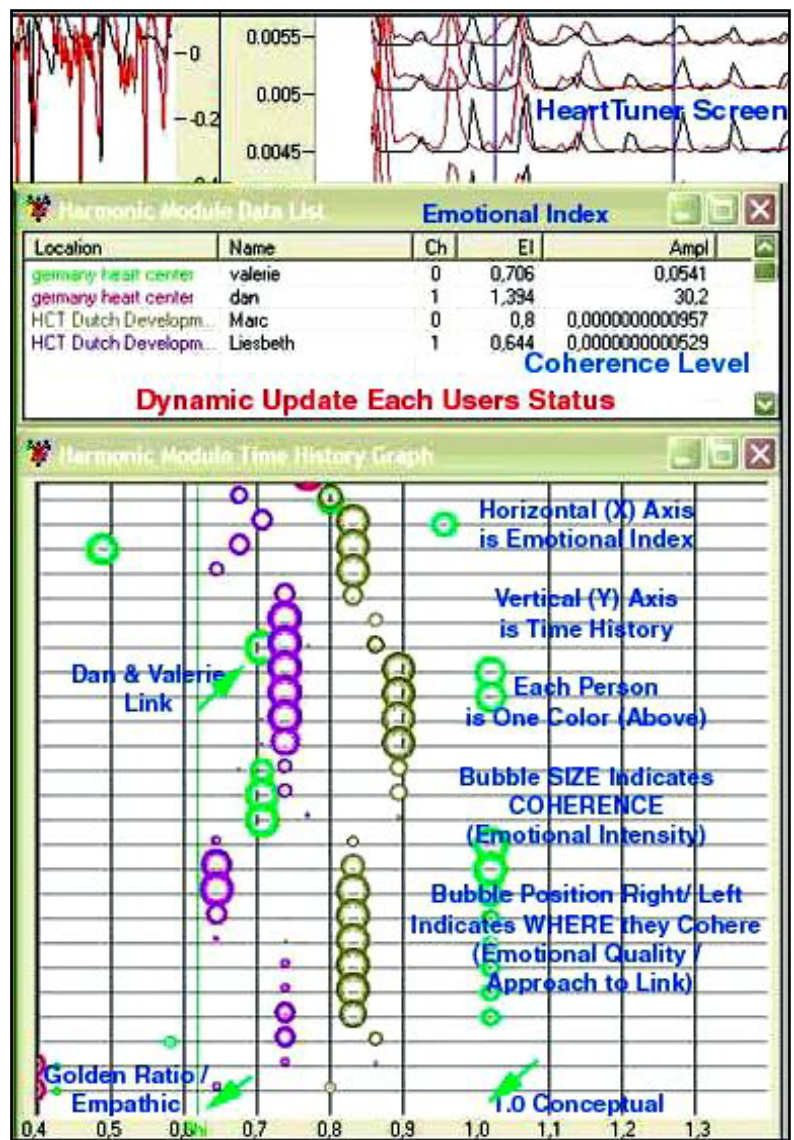 0
-0.2
0.0055
0.005
0.0045
HeartTuner Screen
Harmonic Module Data List
Emotional Index
Location Name Ch EI Ampl
germany heart center valerie 0 0,706 0,0541
germany heart center dan 1 1,394 30,2
HCT Dutch Developm... Marc 0 0,8 0,0000000000957
HCT Dutch Developm... Liesbeth 1 0,644 0,0000000000529
Coherence Level
Dynamic Update Each Users Status
Harmonic Module Time History Graph
Horizontal (X) Axis
is Emotional Index
Vertical (Y) Axis
is Time History
Dan & Valerie
Link
Each Person
is One Color (Above)
Bubble SIZE Indicates
COHERENCE
(Emotional Intensity)
Bubble Position Right/ Left
Indicates WHERE they Cohere
(Emotional Quality /
Approach to Link)
Golden Ratio /
Empathic
1.0 Conceptual
0,4 0,5 0,6 Phi 0,7 0,8 0,9 1,0 1,1 1,2 1,3